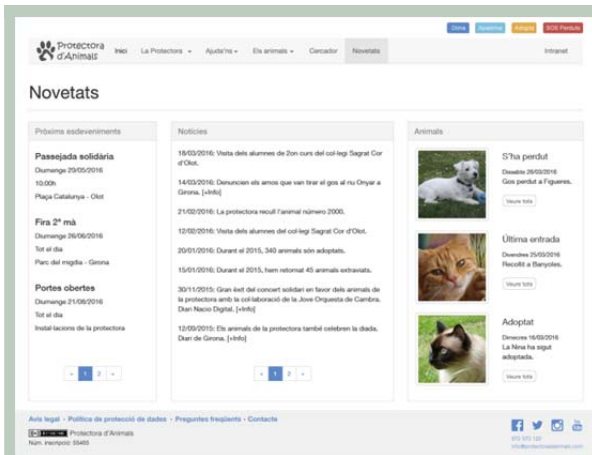 Dóna Apadrina Adopta SOS Perduts
Protectora
d'Animals
Inici La Protectora Ajuda'ns Els animals Cercador Novetats Intranet
Novetats
Pròxims esdeveniments
Passejada solidària
Diumenge 29/05/2016
10:00h
Plaça Catalunya - Olot
Fira 2ª mà
Diumenge 26/06/2016
Tot el dia
Parc del migdia - Girona
Portes obertes
Diumenge 21/08/2016
Tot el dia
Instal·lacions de la protectora
« 1 2 »
Notícies
18/03/2016: Visita dels alumnes de 2on curs del col·legi Sagrat Cor
d'Olot.
14/03/2016: Denuncien els amos que van tirar el gos al riu Onyar a
Girona. [+Info]
21/02/2016: La protectora recull l'animal número 2000.
12/02/2016: Visita dels alumnes del col·legi Sagrat Cor d'Olot.
20/01/2016: Durant el 2015, 340 animals són adoptats.
15/01/2016: Durant el 2015, hem retornat 45 animals extraviats.
30/11/2015: Gran èxit del concert solidari en favor dels animals de
la protectora amb la col·laboració de la Jove Orquesta de Cambra.
Diari Nacio Digital. [+Info]
12/09/2015: Els animals de la protectora també celebren la diada.
Diari de Girona. [+Info]
« 1 2 »
Animals
S'ha perdut
Dissabte 26/03/2016
Gos perdut a Figueres.
Veure tots
Última entrada
Divendres 25/03/2016
Recollit a Banyoles.
Veure tots
Adoptat
Dimecres 16/03/2016
La Nina ha sigut
adoptada.
Veure tots
Avís legal - Política de protecció de dades - Preguntes freqüents - Contacte
Protectora d'Animals
Núm. inscripció: 55465